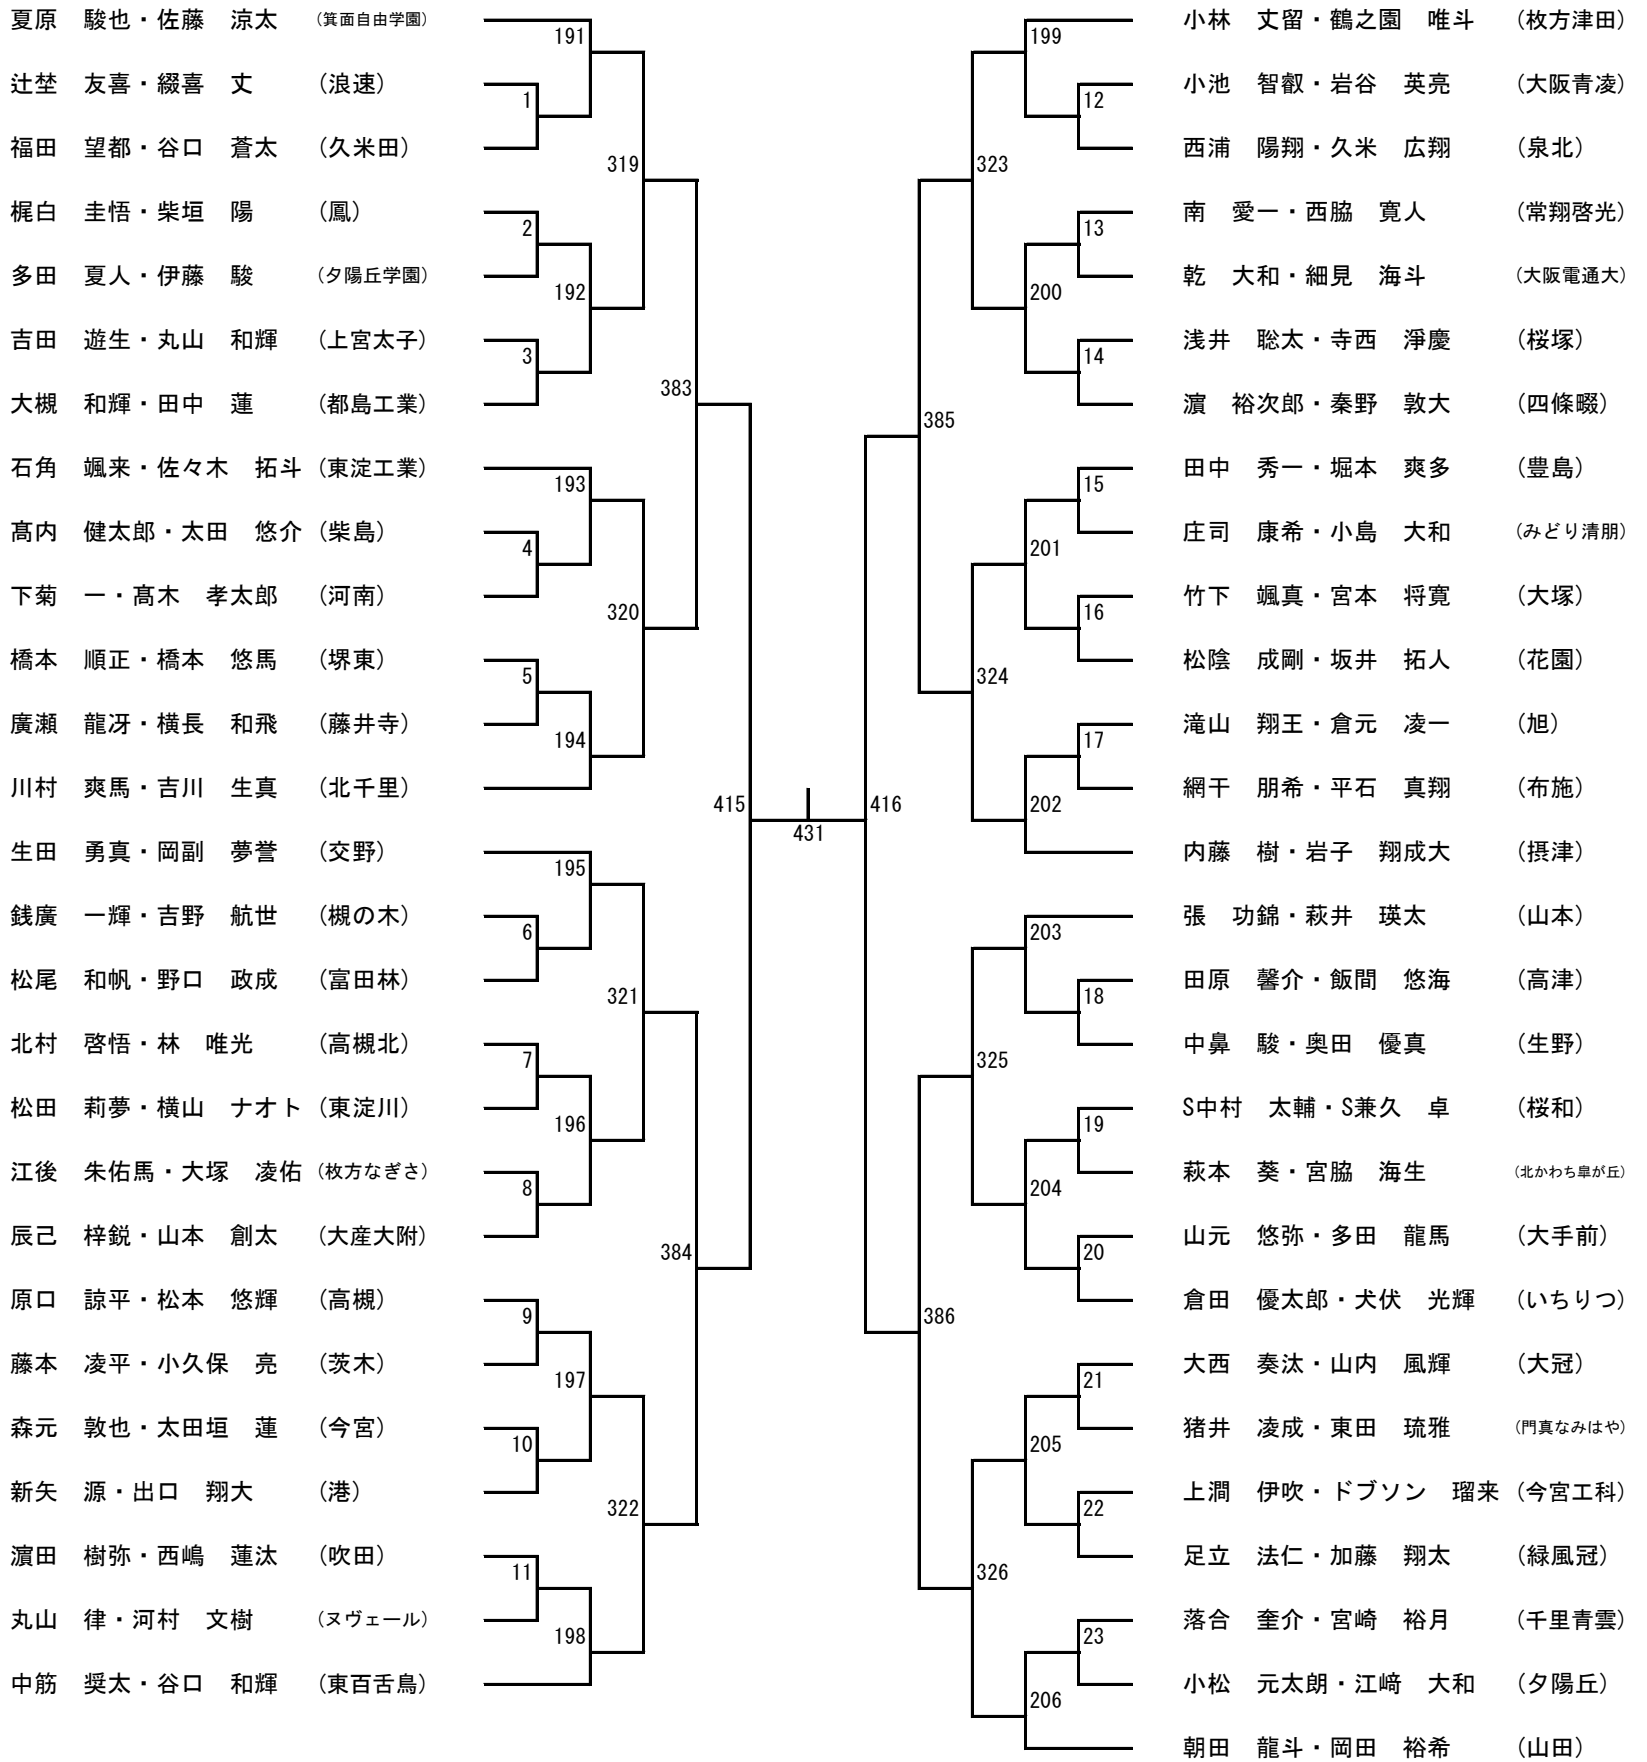 夏原　駿也・佐藤　涼太　(箕面自由学園)
辻埜　友喜・綴喜　丈　(浪速)
福田　望都・谷口　蒼太　(久米田)
梶白　圭悟・柴垣　陽　(鳳)
多田　夏人・伊藤　駿　(夕陽丘学園)
吉田　遊生・丸山　和輝　(上宮太子)
大槻　和輝・田中　蓮　(都島工業)
石角　颯来・佐々木　拓斗　(東淀工業)
髙内　健太郎・太田　悠介　(柴島)
下菊　一・髙木　孝太郎　(河南)
橋本　順正・橋本　悠馬　(堺東)
廣瀬　龍冴・横長　和飛　(藤井寺)
川村　爽馬・吉川　生真　(北千里)
生田　勇真・岡副　夢誉　(交野)
銭廣　一輝・吉野　航世　(槻の木)
松尾　和帆・野口　政成　(富田林)
北村　啓悟・林　唯光　(高槻北)
松田　莉夢・横山　ナオト　(東淀川)
江後　朱佑馬・大塚　凌佑　(枚方なぎさ)
辰己　梓鋭・山本　創太　(大産大附)
原口　諒平・松本　悠輝　(高槻)
藤本　凌平・小久保　亮　(茨木)
森元　敦也・太田垣　蓮　(今宮)
新矢　源・出口　翔大　(港)
濵田　樹弥・西嶋　蓮汰　(吹田)
丸山　律・河村　文樹　(ヌヴェール)
中筋　奨太・谷口　和輝　(東百舌鳥)
191
1
319
2
192
3
383
193
4
320
5
194
415
195
6
321
7
196
8
384
9
197
10
322
11
198
431
199
12
323
13
200
14
385
15
201
16
324
17
202
416
203
18
325
19
204
20
386
21
205
22
326
23
206
小林　丈留・鶴之園　唯斗　(枚方津田)
小池　智叡・岩谷　英亮　(大阪青凌)
西浦　陽翔・久米　広翔　(泉北)
南　愛一・西脇　寛人　(常翔啓光)
乾　大和・細見　海斗　(大阪電通大)
浅井　聡太・寺西　淨慶　(桜塚)
濵　裕次郎・秦野　敦大　(四條畷)
田中　秀一・堀本　爽多　(豊島)
庄司　康希・小島　大和　(みどり清朋)
竹下　颯真・宮本　将寛　(大塚)
松陰　成剛・坂井　拓人　(花園)
滝山　翔王・倉元　凌一　(旭)
網干　朋希・平石　真翔　(布施)
内藤　樹・岩子　翔成大　(摂津)
張　功錦・萩井　瑛太　(山本)
田原　馨介・飯間　悠海　(高津)
中鼻　駿・奥田　優真　(生野)
S中村　太輔・S兼久　卓　(桜和)
萩本　葵・宮脇　海生　(北かわち皐が丘)
山元　悠弥・多田　龍馬　(大手前)
倉田　優太郎・犬伏　光輝　(いちりつ)
大西　奏汰・山内　風輝　(大冠)
猪井　凌成・東田　琉雅　(門真なみはや)
上澗　伊吹・ドブソン　瑠来　(今宮工科)
足立　法仁・加藤　翔太　(緑風冠)
落合　奎介・宮崎　裕月　(千里青雲)
小松　元太朗・江﨑　大和　(夕陽丘)
朝田　龍斗・岡田　裕希　(山田)